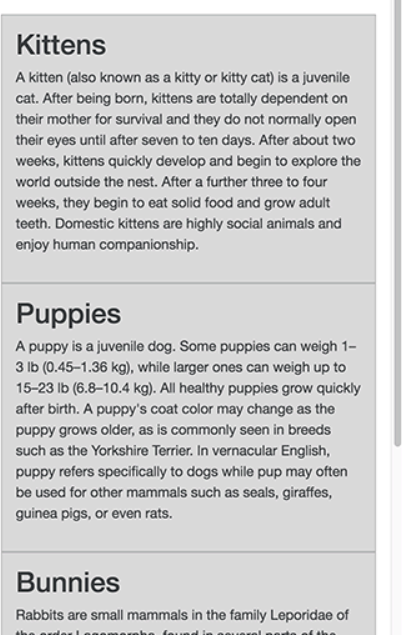 Kittens
A kitten (also known as a kitty or kitty cat) is a juvenile
cat. After being born, kittens are totally dependent on
their mother for survival and they do not normally open
their eyes until after seven to ten days. After about two
weeks, kittens quickly develop and begin to explore the
world outside the nest. After a further three to four
weeks, they begin to eat solid food and grow adult
teeth. Domestic kittens are highly social animals and
enjoy human companionship.
Puppies
A puppy is a juvenile dog. Some puppies can weigh 1–
3 lb (0.45–1.36 kg), while larger ones can weigh up to
15–23 lb (6.8–10.4 kg). All healthy puppies grow quickly
after birth. A puppy's coat color may change as the
puppy grows older, as is commonly seen in breeds
such as the Yorkshire Terrier. In vernacular English,
puppy refers specifically to dogs while pup may often
be used for other mammals such as seals, giraffes,
guinea pigs, or even rats.
Bunnies
Rabbits are small mammals in the family Leporidae of
the order Lagomorpha, found in several parts of the